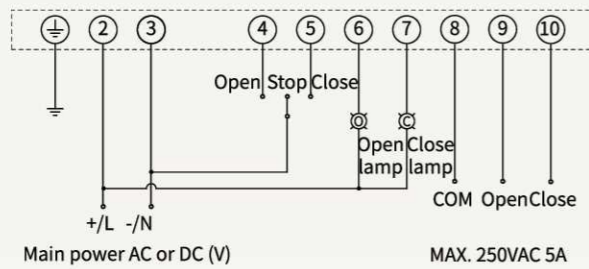 2 3 4 5 6 7 8 9 10
Open Stop Close
O C
Open Close
lamp lamp
COM Open Close
+/L -/N
Main power AC or DC (V) MAX. 250VAC 5A